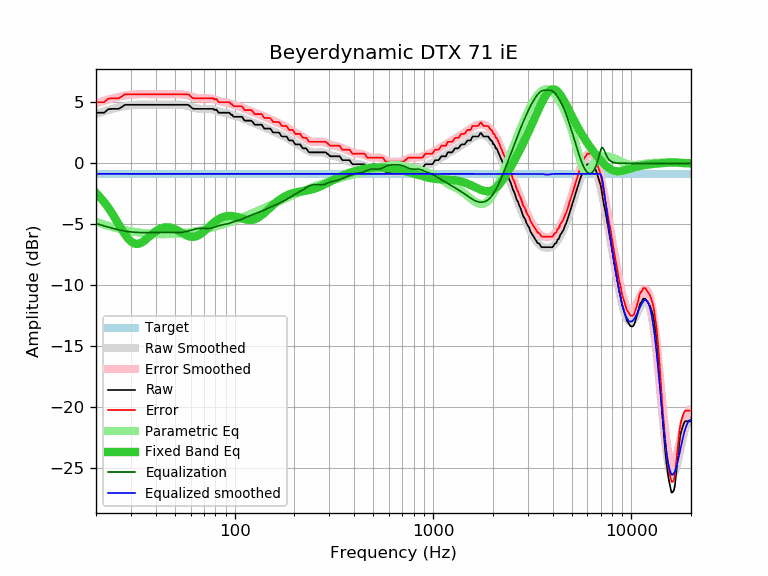 Beyerdynamic DTX 71 iE
Amplitude (dBr)
5
0
−5
−10
−15
−20
−25
Target
Raw Smoothed
Error Smoothed
Raw
Error
Parametric Eq
Fixed Band Eq
Equalization
Equalized smoothed
100
1000
10000
Frequency (Hz)